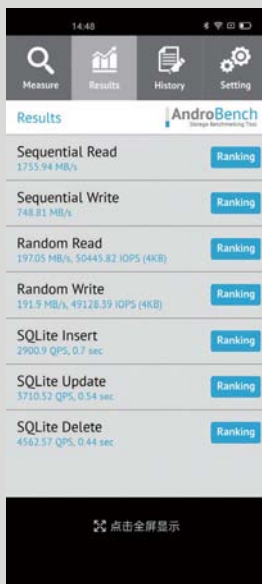 14:48
Measure
Results
History
Setting
Results
AndroBench
Storage Benchmarking Tool
Sequential Read
1755.94 MB/s
Ranking
Sequential Write
748.81 MB/s
Ranking
Random Read
197.05 MB/s, 50445.82 IOPS (4KB)
Ranking
Random Write
191.9 MB/s, 49128.39 IOPS (4KB)
Ranking
SQLite Insert
2900.9 QPS, 0.7 sec
Ranking
SQLite Update
3710.52 QPS, 0.54 sec
Ranking
SQLite Delete
4562.57 QPS, 0.44 sec
Ranking
点击全屏显示